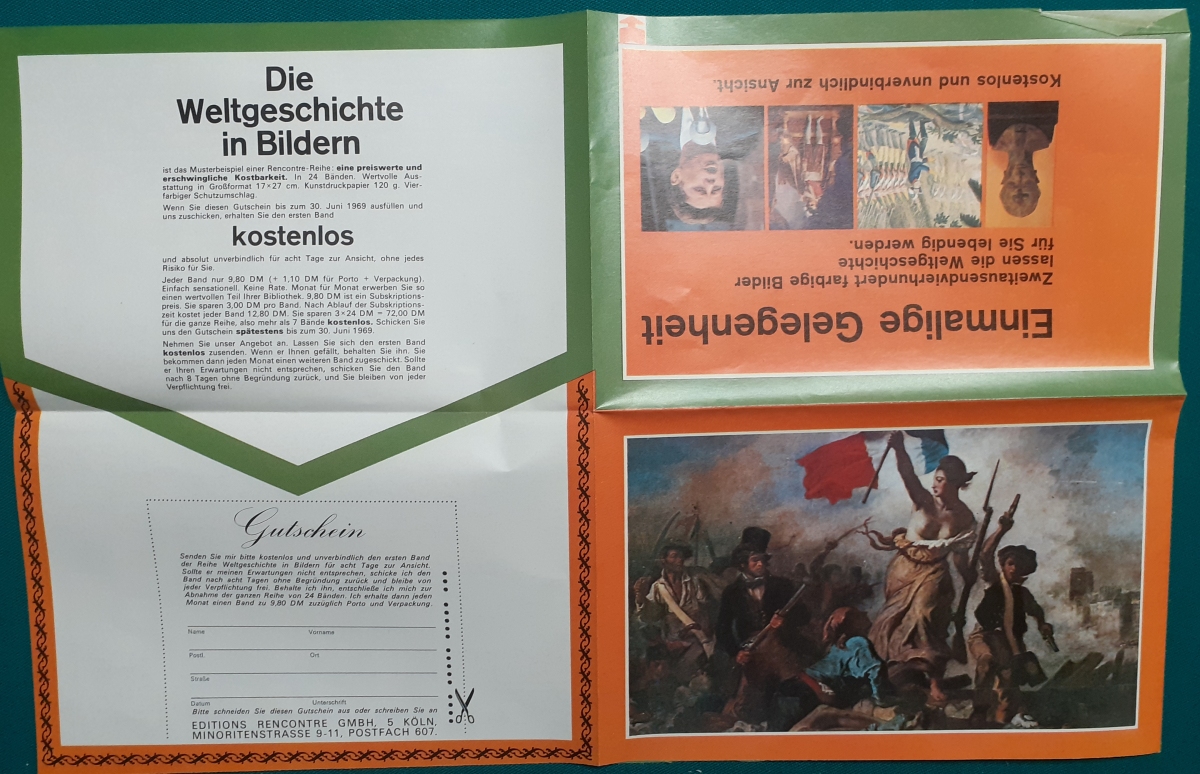 Die
Weltgeschichte
in Bildern
ist das Musterbeispiel einer Rencontre-Reihe: eine preiswerte und
erschwingliche Kostbarkeit. In 24 Bänden. Wertvolle Aus-
stattung in Großformat 17×27 cm. Kunstdruckpapier 120 g. Vier-
farbiger Schutzumschlag.
Wenn Sie diesen Gutschein bis zum 30. Juni 1969 ausfüllen und
uns zuschicken, erhalten Sie den ersten Band
kostenlos
und absolut unverbindlich für acht Tage zur Ansicht, ohne jedes
Risiko für Sie.
Jeder Band nur 9,80 DM (+ 1,10 DM für Porto + Verpackung).
Einfach sensationell. Keine Rate. Monat für Monat erwerben Sie so
einen wertvollen Teil Ihrer Bibliothek. 9,80 DM ist ein Subskriptions-
preis. Sie sparen 3,00 DM pro Band. Nach Ablauf der Subskriptions-
zeit kostet jeder Band 12,80 DM. Sie sparen 3×24 DM = 72,00 DM
für die ganze Reihe, also mehr als 7 Bände kostenlos. Schicken Sie
uns den Gutschein spätestens bis zum 30. Juni 1969.
Nehmen Sie unser Angebot an. Lassen Sie sich den ersten Band
kostenlos zusenden. Wenn er Ihnen gefällt, behalten Sie ihn. Sie
bekommen dann jeden Monat einen weiteren Band zugeschickt. Sollte
er Ihren Erwartungen nicht entsprechen, schicken Sie den Band
nach 8 Tagen ohne Begründung zurück, und Sie bleiben von jeder
Verpflichtung frei.
Gutschein
Senden Sie mir bitte kostenlos und unverbindlich den ersten Band
der Reihe Weltgeschichte in Bildern für acht Tage zur Ansicht.
Sollte er meinen Erwartungen nicht entsprechen, schicke ich den
Band nach acht Tagen ohne Begründung zurück und bleibe von
jeder Verpflichtung frei. Behalte ich ihn, entschließe ich mich zur
Abnahme der ganzen Reihe von 24 Bänden. Ich erhalte dann jeden
Monat einen Band zu 9,80 DM zuzüglich Porto und Verpackung.
Name Vorname
Postl. Ort
Straße
Datum Unterschrift
Bitte schneiden Sie diesen Gutschein aus oder schreiben Sie an
EDITIONS RENCONTRE GMBH, 5 KÖLN,
MINORITENSTRASSE 9-11, POSTFACH 607.
Einmalige Gelegenheit
Zweitausendvierhundert farbige Bilder
lassen die Weltgeschichte
für Sie lebendig werden.
Kostenlos und unverbindlich zur Ansicht.